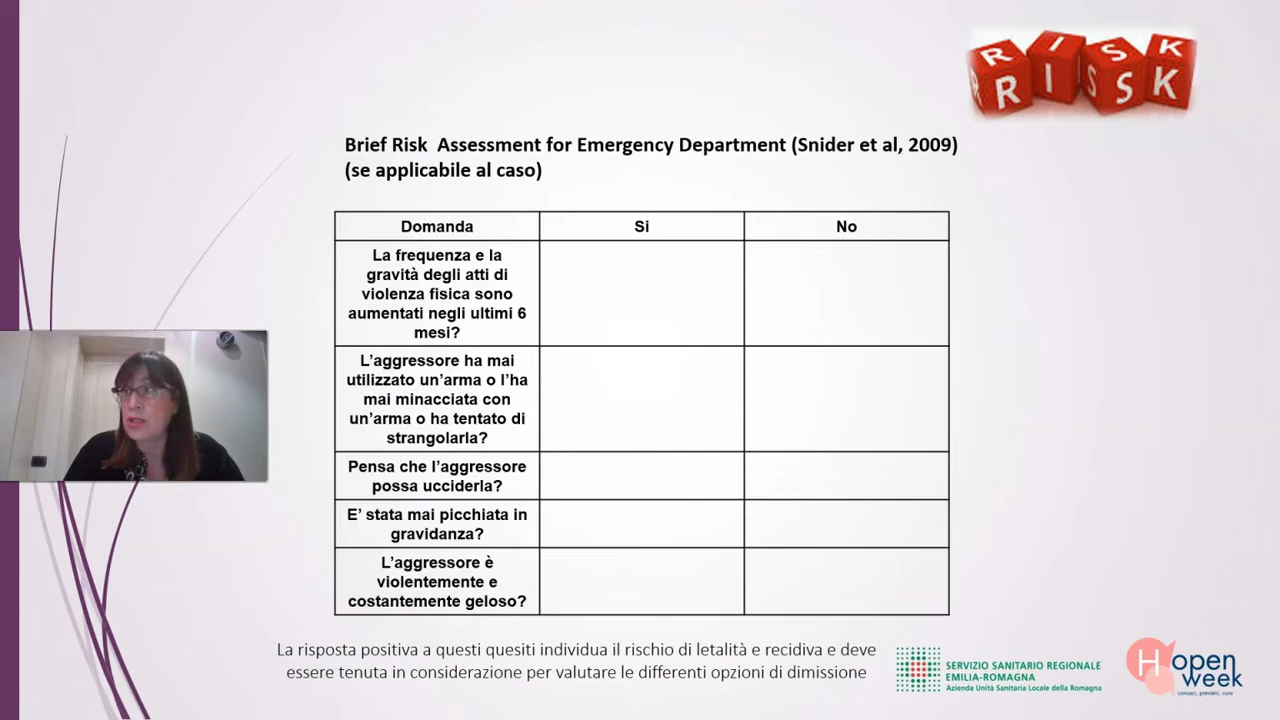 R I S K
R I S K
Brief Risk Assessment for Emergency Department (Snider et al, 2009)
(se applicabile al caso)
Domanda
Si
No
La frequenza e la
gravità degli atti di
violenza fisica sono
aumentati negli ultimi 6
mesi?
L'aggressore ha mai
utilizzato un'arma o l'ha
mai minacciata con
un'arma o ha tentato di
strangolarla?
Pensa che l'aggressore
possa ucciderla?
E' stata mai picchiata in
gravidanza?
L'aggressore è
violentemente e
costantemente geloso?
La risposta positiva a questi quesiti individua il rischio di letalità e recidiva e deve
essere tenuta in considerazione per valutare le differenti opzioni di dimissione
SERVIZIO SANITARIO REGIONALE
EMILIA-ROMAGNA
Azienda Unità Sanitaria Locale della Romagna
H open
week
conosci, previeni, cura